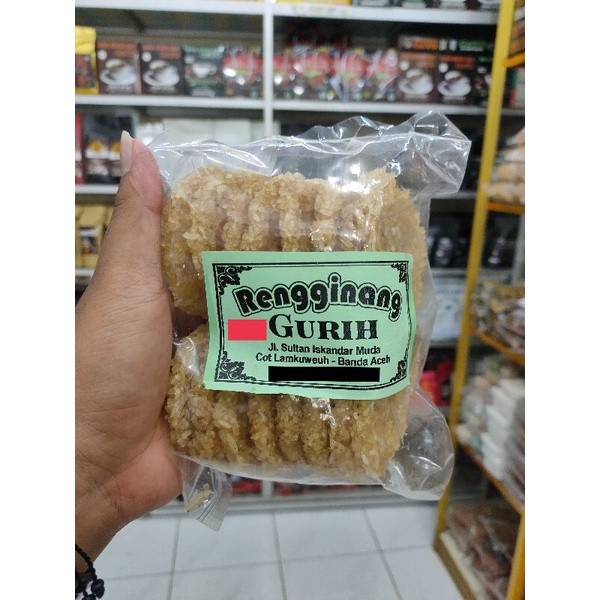 Rengginang
GURIH
Jl. Sultan Iskandar Muda
Cot Lamkuweuh - Banda Aceh